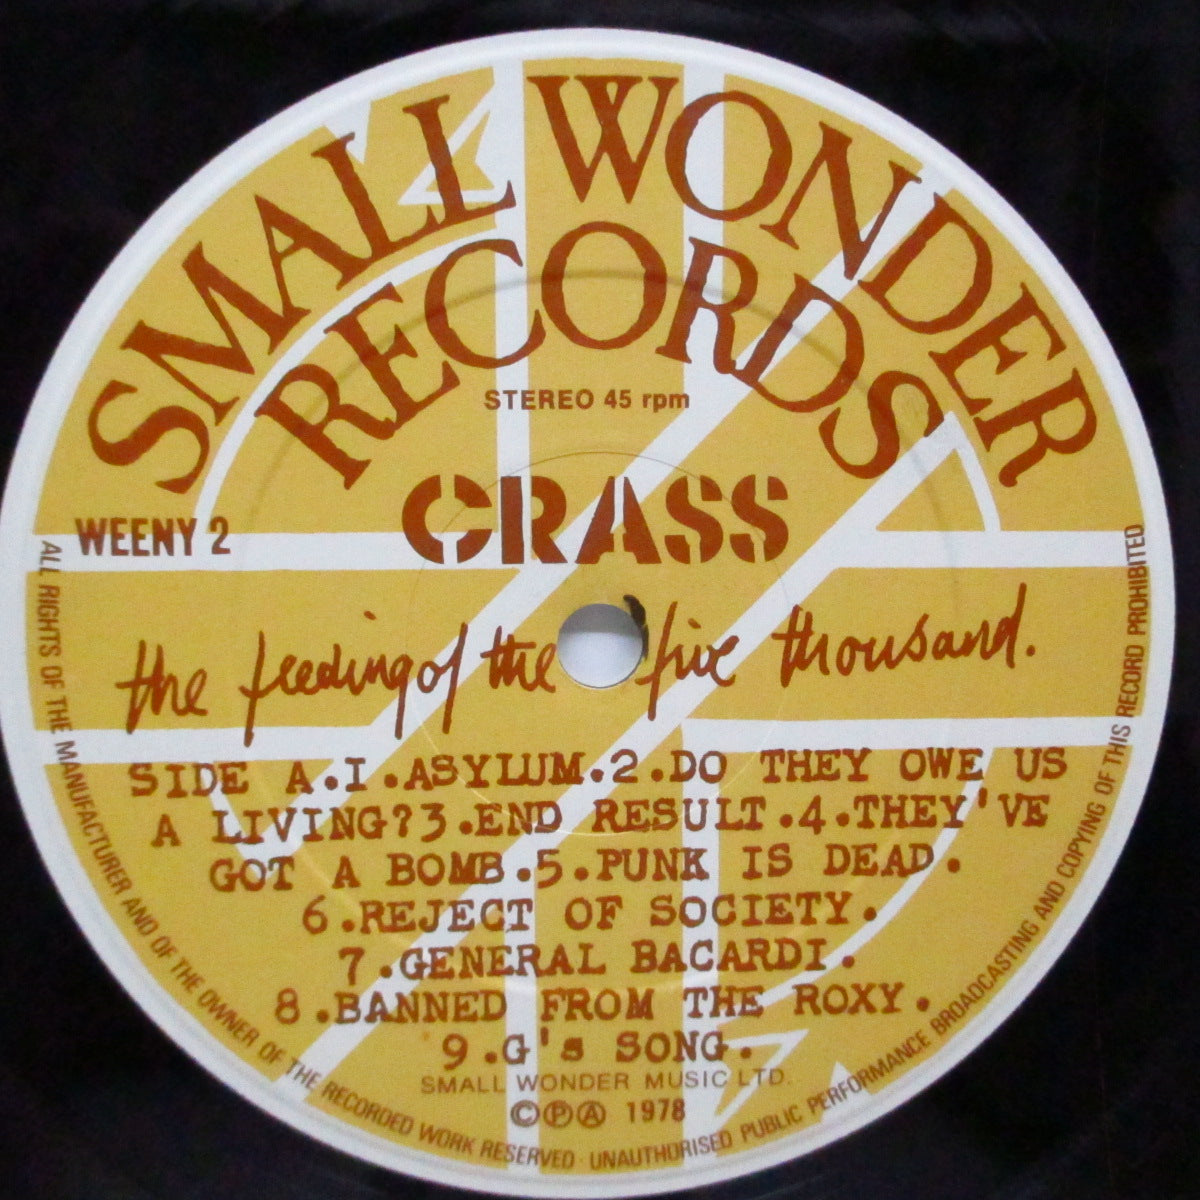 SMALL WONDER
RECORDS
STEREO 45 rpm
CRASS
WEENY 2
the feeding of the five thousand.
SIDE A.I.ASYLUM.2.DO THEY OWE US
A LIVING?3.END RESULT.4.THEY'VE
GOT A BOMB.5.PUNK IS DEAD.
6.REJECT OF SOCIETY.
7.GENERAL BACARDI.
8.BANNED FROM THE ROXY.
9.G's SONG.
SMALL WONDER MUSIC LTD.
ⒸⓅⒶ 1978
ALL RIGHTS OF THE MANUFACTURER AND OF THE OWNER OF THE RECORDED WORK RESERVED · UNAUTHORISED PUBLIC PERFORMANCE BROADCASTING AND COPYING OF THIS RECORD PROHIBITED